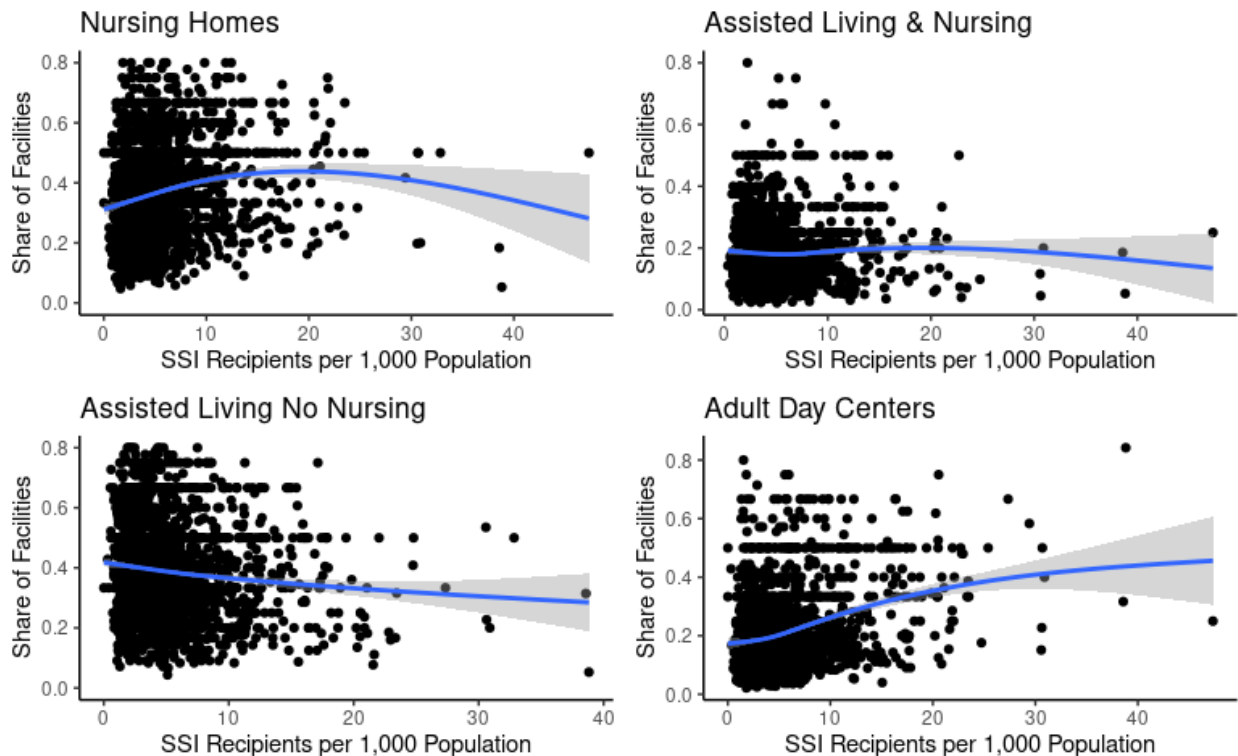 Nursing Homes
Share of Facilities
0.8
0.6
0.4
0.2
0.0
0 10 20 30 40
SSI Recipients per 1,000 Population
Assisted Living & Nursing
Share of Facilities
0.8
0.6
0.4
0.2
0.0
0 10 20 30 40
SSI Recipients per 1,000 Population
Assisted Living No Nursing
Share of Facilities
0.8
0.6
0.4
0.2
0.0
0 10 20 30 40
SSI Recipients per 1,000 Population
Adult Day Centers
Share of Facilities
0.8
0.6
0.4
0.2
0.0
0 10 20 30 40
SSI Recipients per 1,000 Population